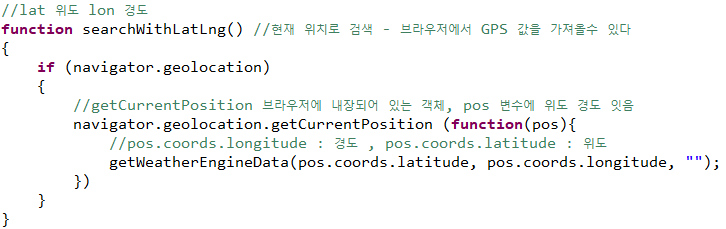 //lat 위도 lon 경도
function searchWithLatLng() //현재 위치로 검색 - 브라우저에서 GPS 값을 가져올수 있다
{
    if (navigator.geolocation)
    {
        //getCurrentPosition 브라우저에 내장되어 있는 객체, pos 변수에 위도 경도 잇음
        navigator.geolocation.getCurrentPosition (function(pos){
            //pos.coords.longitude : 경도 , pos.coords.latitude : 위도
            getWeatherEngineData(pos.coords.latitude, pos.coords.longitude, "");
        })
    }
}